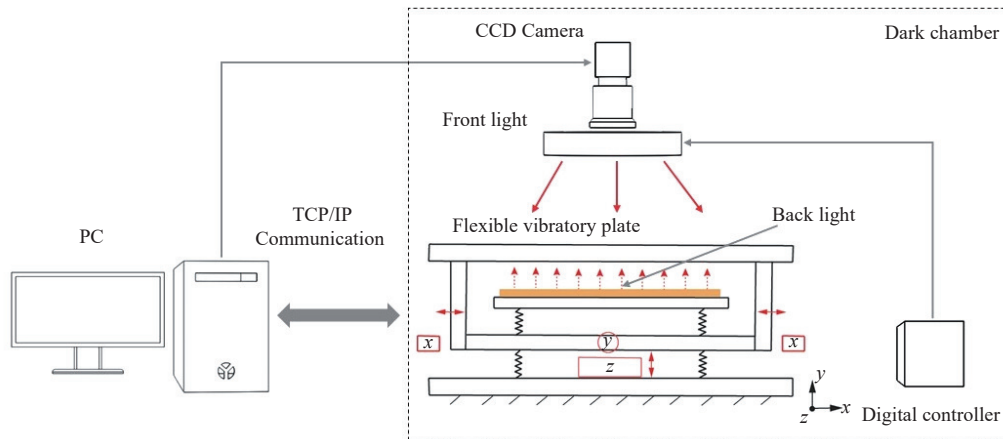 CCD Camera
Dark chamber
Front light
TCP/IP
Communication
PC
Flexible vibratory plate
Back light
x
y
x
z
y
z
x
Digital controller